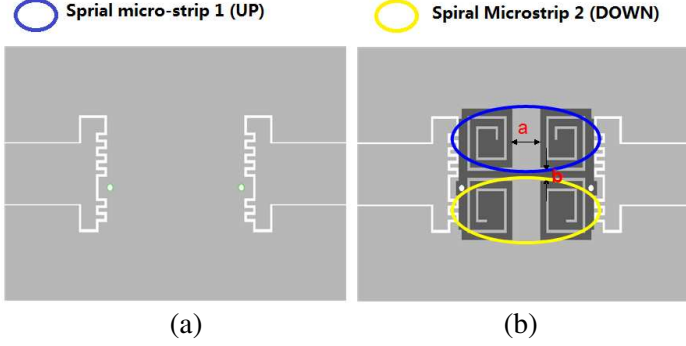 Sprial micro-strip 1 (UP)
Spiral Microstrip 2 (DOWN)
a
b
(a)
(b)